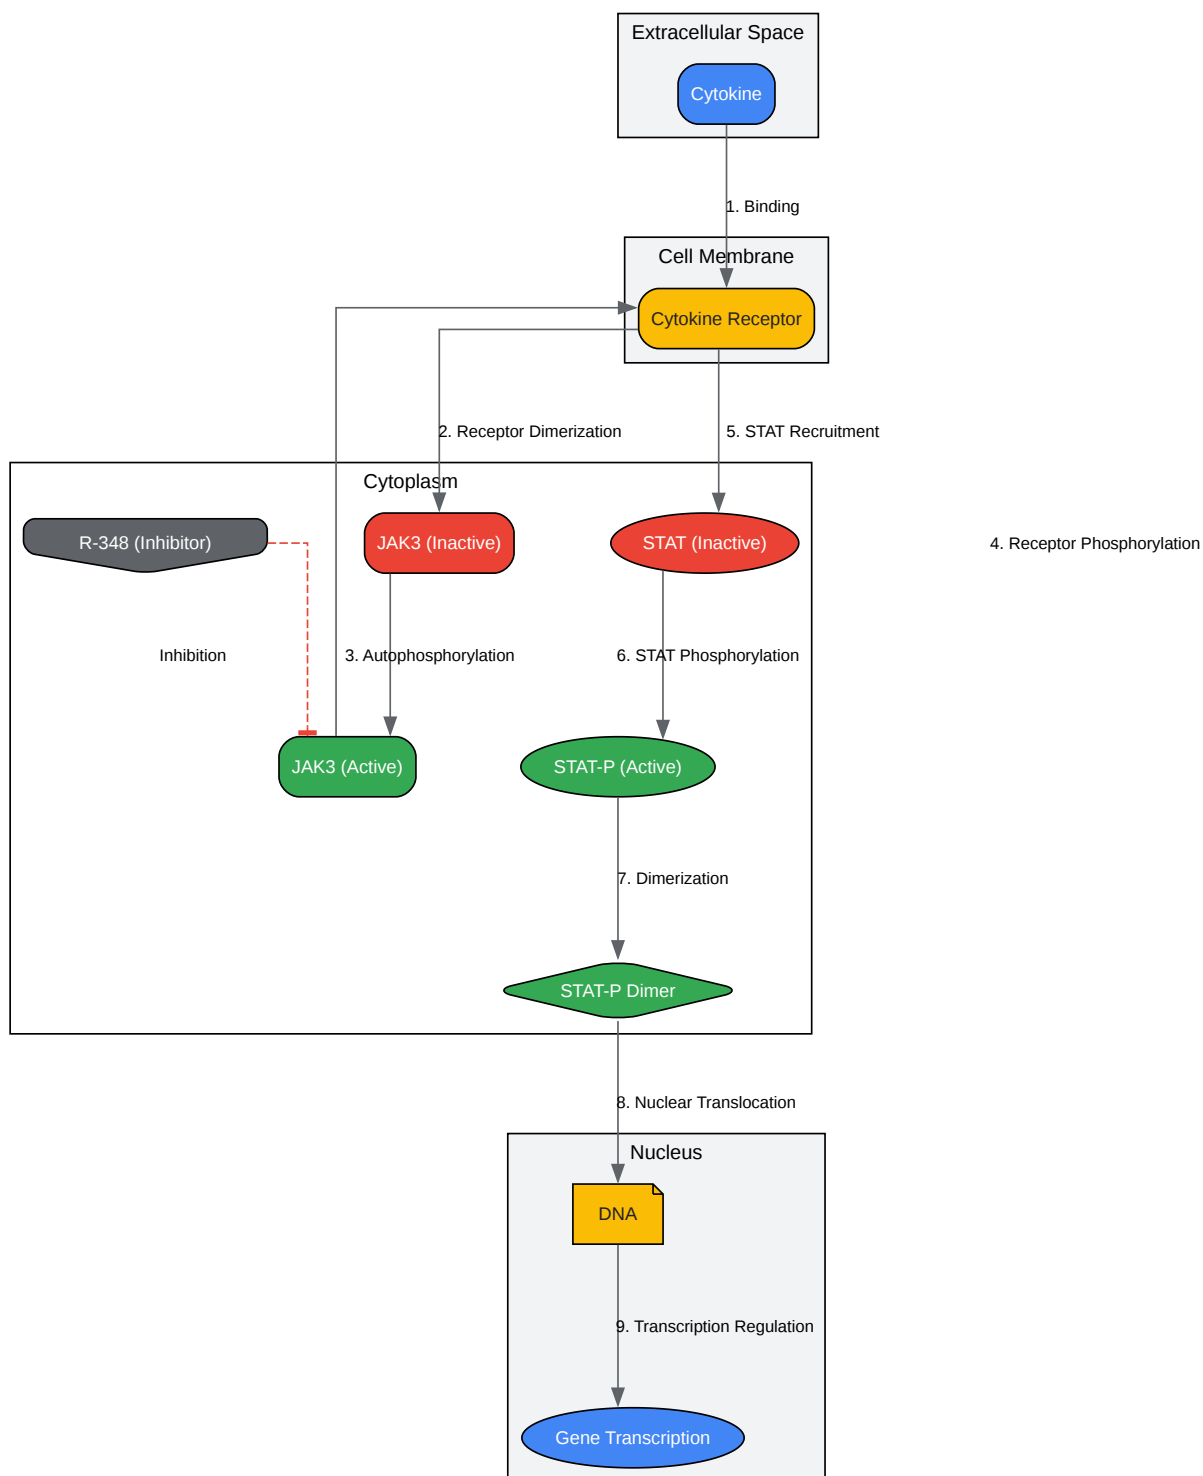 Extracellular Space
Cytokine
1. Binding
Cell Membrane
Cytokine Receptor
2. Receptor Dimerization
5. STAT Recruitment
Cytoplasm
R-348 (Inhibitor)
JAK3 (Inactive)
STAT (Inactive)
4. Receptor Phosphorylation
Inhibition
3. Autophosphorylation
6. STAT Phosphorylation
JAK3 (Active)
STAT-P (Active)
7. Dimerization
STAT-P Dimer
8. Nuclear Translocation
Nucleus
DNA
9. Transcription Regulation
Gene Transcription